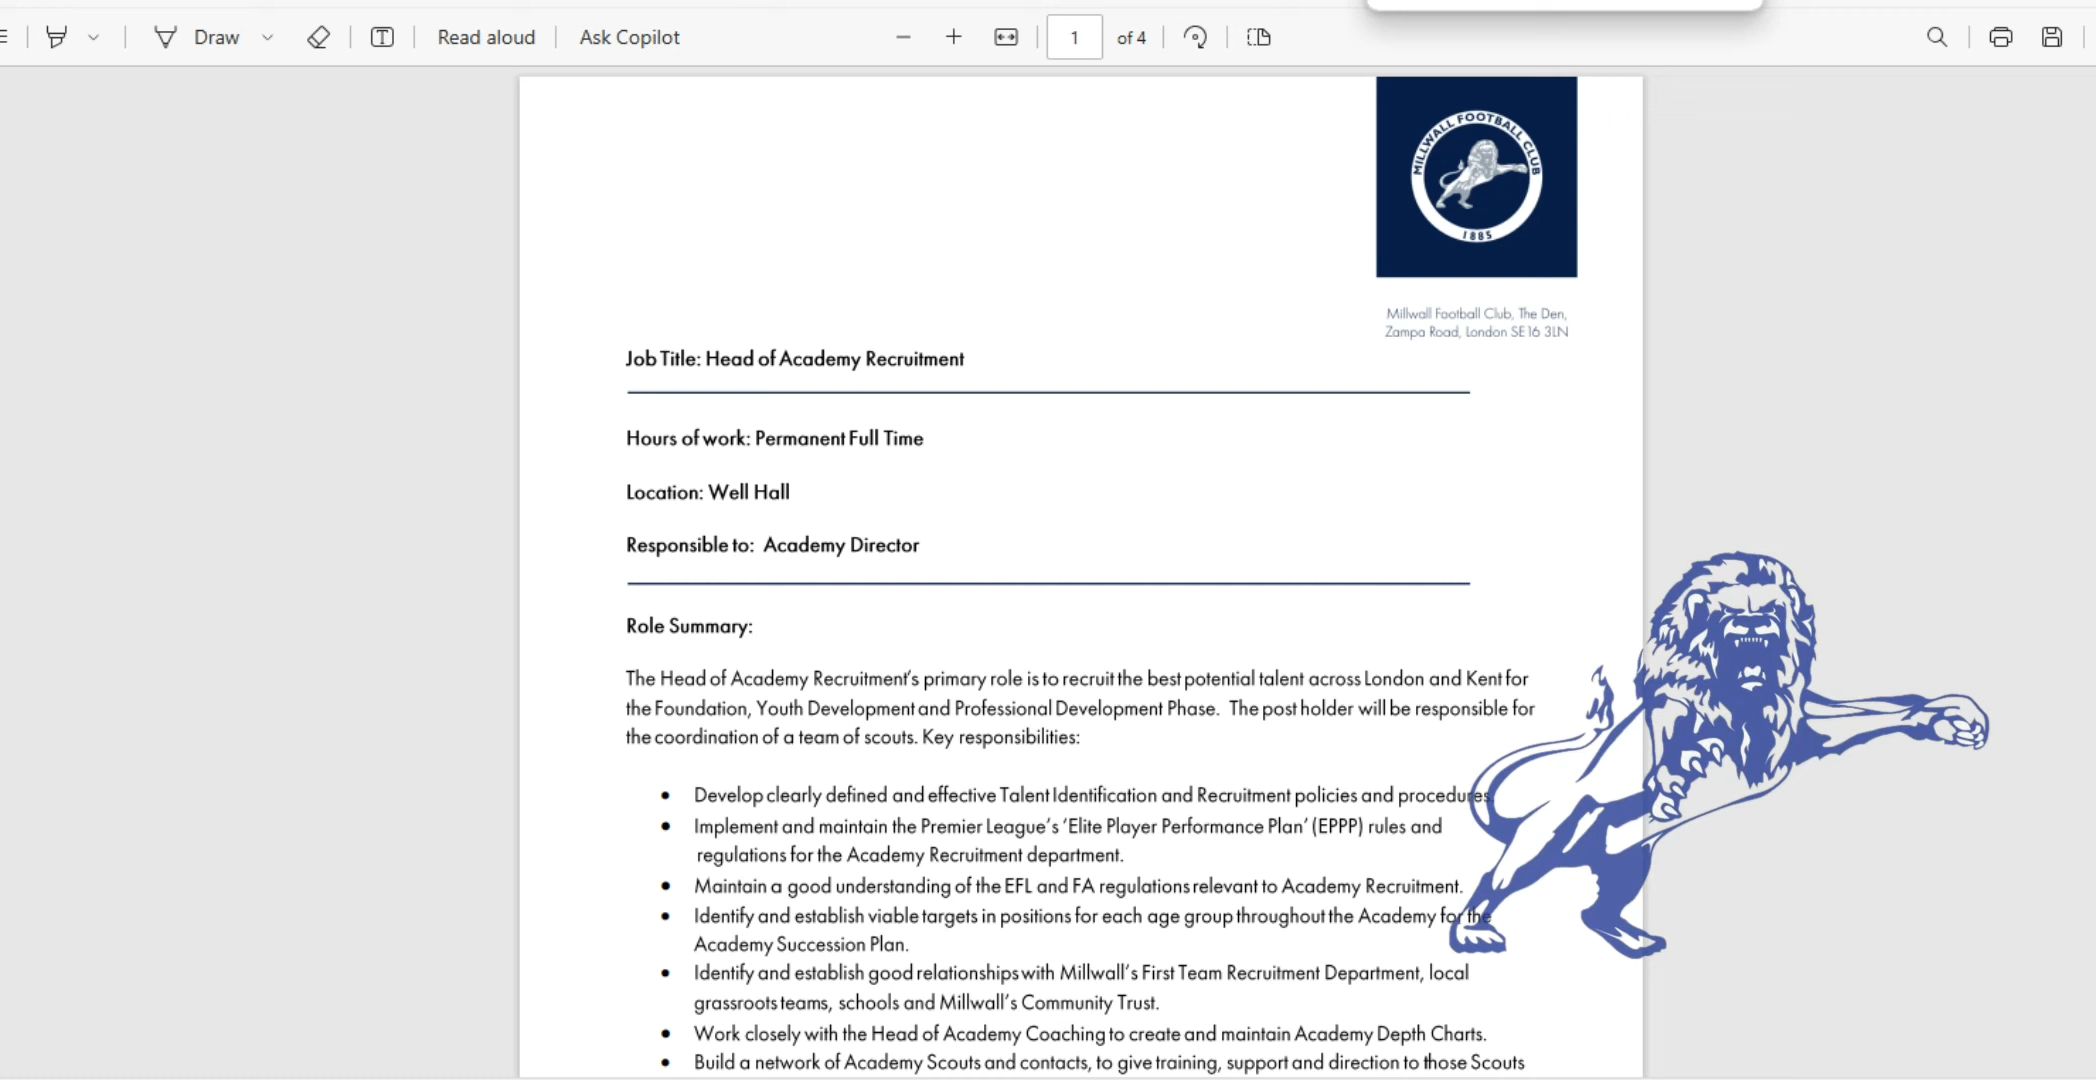 Draw
Read aloud
Ask Copilot
1
of 4
MILLWALL FOOTBALL CLUB
1885
Millwall Football Club, The Den,
Zampa Road, London SE16 3LN
Job Title: Head of Academy Recruitment
Hours of work: Permanent Full Time
Location: Well Hall
Responsible to: Academy Director
Role Summary:
The Head of Academy Recruitment’s primary role is to recruit the best potential talent across London and Kent for
the Foundation, Youth Development and Professional Development Phase. The post holder will be responsible for
the coordination of a team of scouts. Key responsibilities:
• Develop clearly defined and effective Talent Identification and Recruitment policies and procedures.
• Implement and maintain the Premier League’s ‘Elite Player Performance Plan’ (EPPP) rules and
regulations for the Academy Recruitment department.
• Maintain a good understanding of the EFL and FA regulations relevant to Academy Recruitment.
• Identify and establish viable targets in positions for each age group throughout the Academy for the
Academy Succession Plan.
• Identify and establish good relationships with Millwall’s First Team Recruitment Department, local
grassroots teams, schools and Millwall’s Community Trust.
• Work closely with the Head of Academy Coaching to create and maintain Academy Depth Charts.
• Build a network of Academy Scouts and contacts, to give training, support and direction to those Scouts